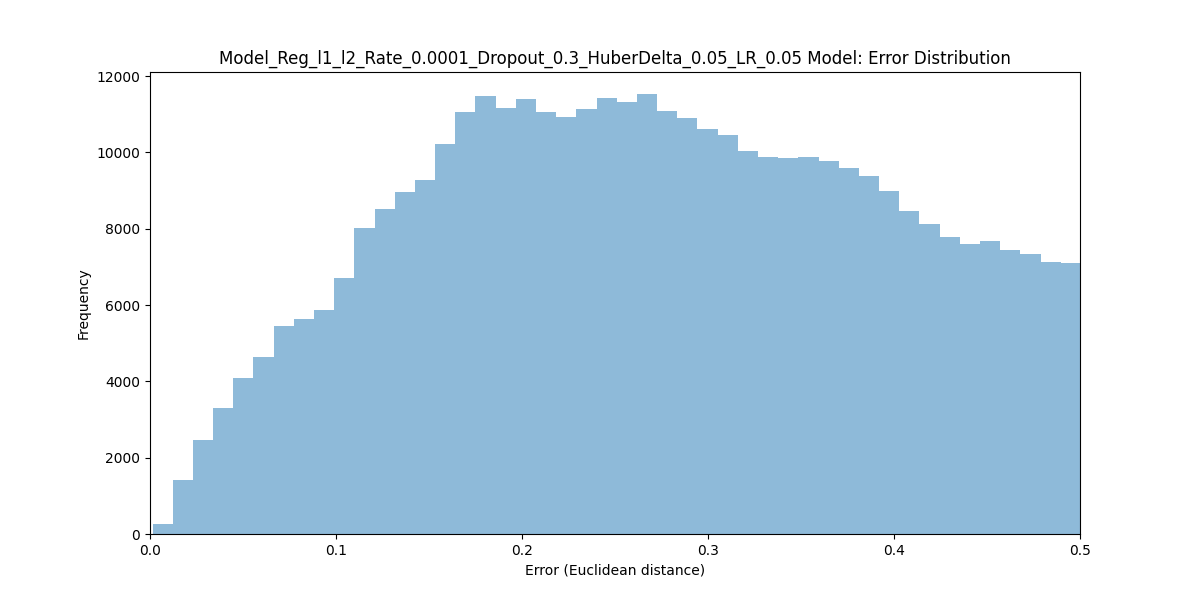 Model_Reg_l1_l2_Rate_0.0001_Dropout_0.3_HuberDelta_0.05_LR_0.05 Model: Error Distribution
12000
10000
8000
6000
4000
2000
0
Frequency
0.0 0.1 0.2 0.3 0.4 0.5
Error (Euclidean distance)